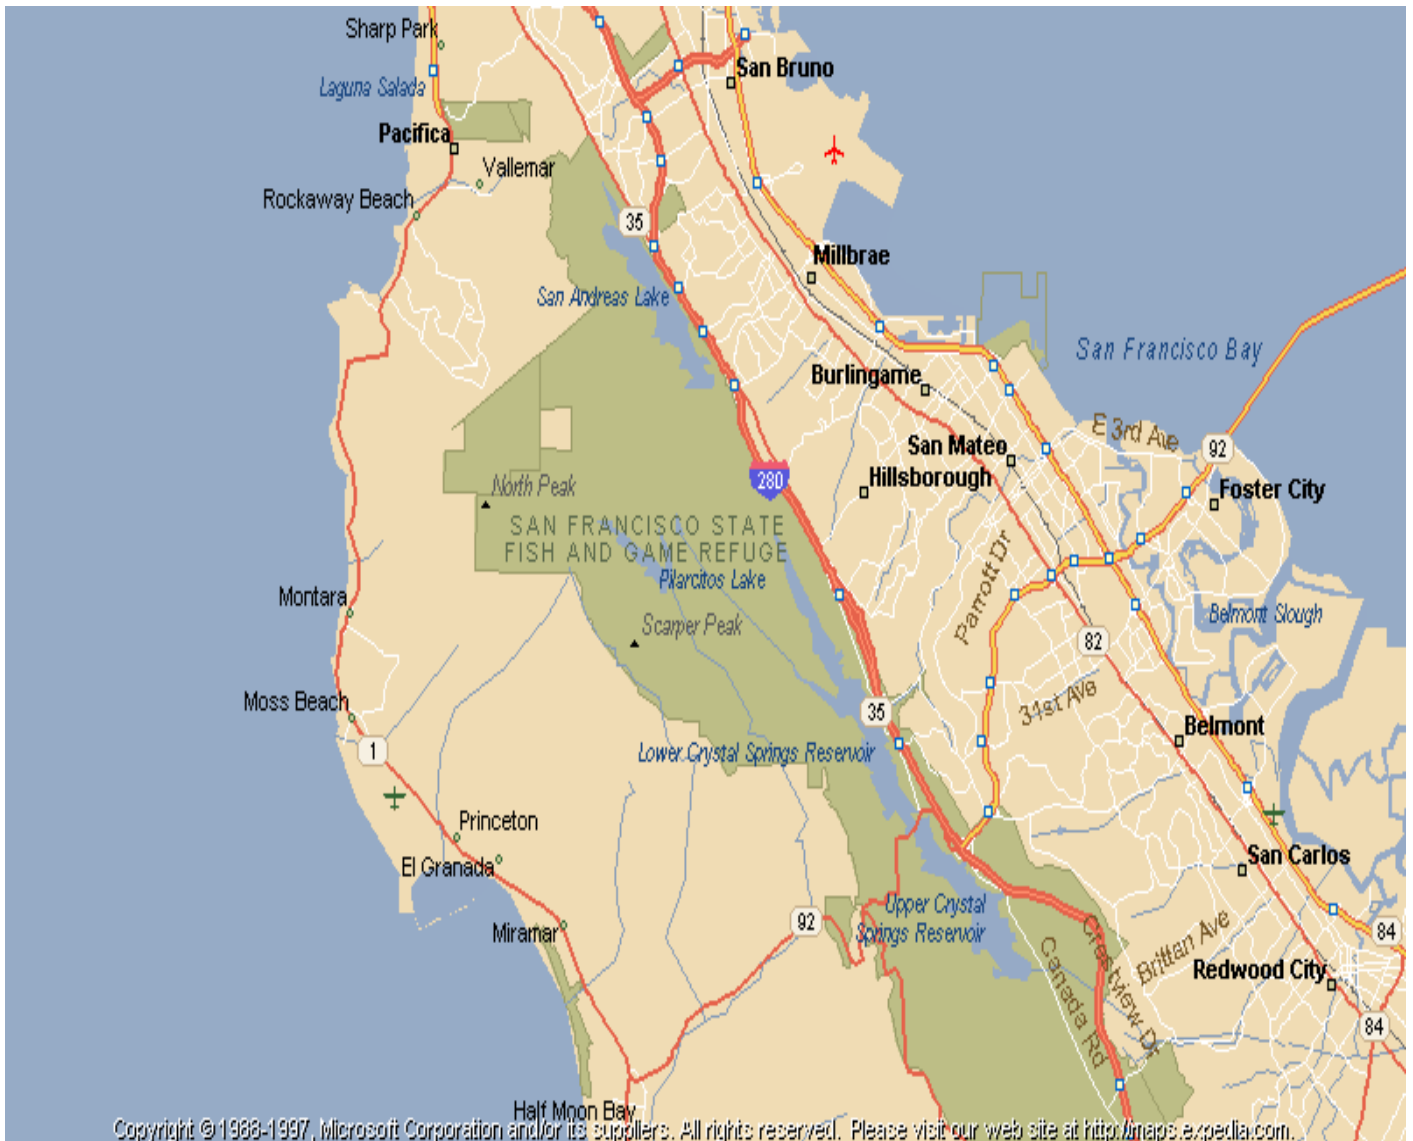 Sharp Park
San Bruno
Laguna Salada
Pacifica
Vallemar
Rockaway Beach
35
Millbrae
San Andreas Lake
San Francisco Bay
Burlingame
E 3rd Ave
92
San Mateo
Hillsborough
280
North Peak
Foster City
SAN FRANCISCO STATE
FISH AND GAME REFUGE
Parrott Dr
Pilarcitos Lake
Montara
Belmont Slough
Scarper Peak
82
31st Ave
Moss Beach
35
Belmont
1
Lower Crystal Springs Reservoir
Princeton
San Carlos
El Granada
Upper Crystal
Springs Reservoir
92
Miramar
Crestview Dr
Brittan Ave
84
Canada Rd
Redwood City
84
Half Moon Bay
Copyright © 1988-1997, Microsoft Corporation and/or its suppliers. All rights reserved. Please visit our web site at http://maps.expedia.com.